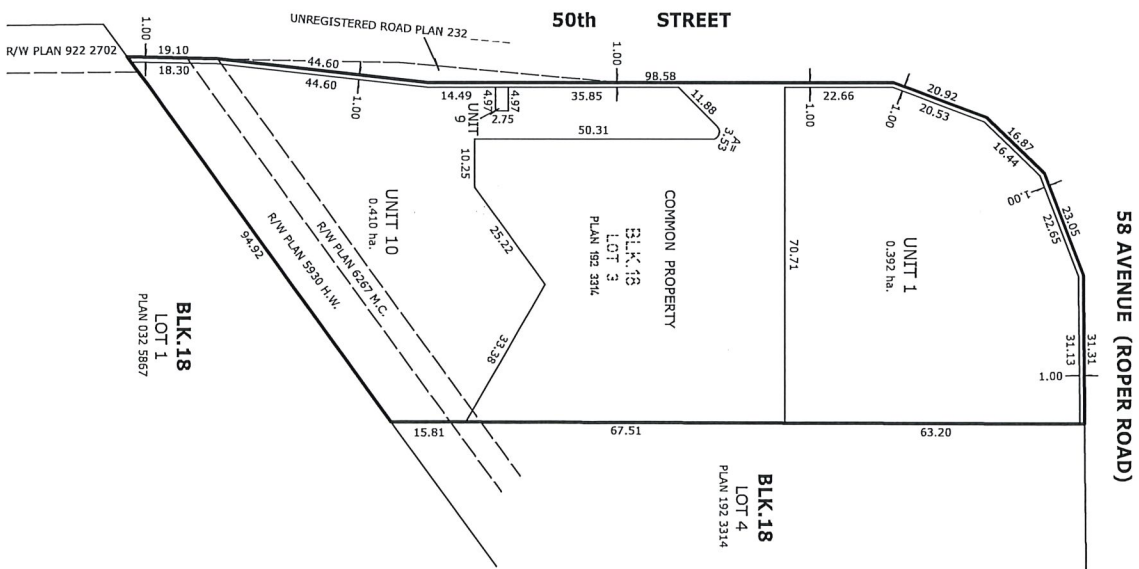 50th STREET
UNREGISTERED ROAD PLAN 232
R/W PLAN 922 2702
1.00
19.10
18.30
44.60
44.60
1.00
1.00
98.58
14.49
4.97
4.97
2.75
UNIT
9
35.85
11.88
A=
3.53
50.31
10.25
22.66
1.00
1.00
20.92
20.53
16.87
16.44
1.00
23.05
22.65
31.31
31.13
1.00
58 AVENUE (ROPER ROAD)
UNIT 10
0.410 ha.
25.22
33.38
COMMON PROPERTY
BLK.18
LOT 3
PLAN 192 3314
70.71
UNIT 1
0.392 ha.
R/W PLAN 6267 M.C.
R/W PLAN 5930 H.W.
94.92
15.81
67.51
63.20
BLK.18
LOT 1
PLAN 032 5867
BLK.18
LOT 4
PLAN 192 3314